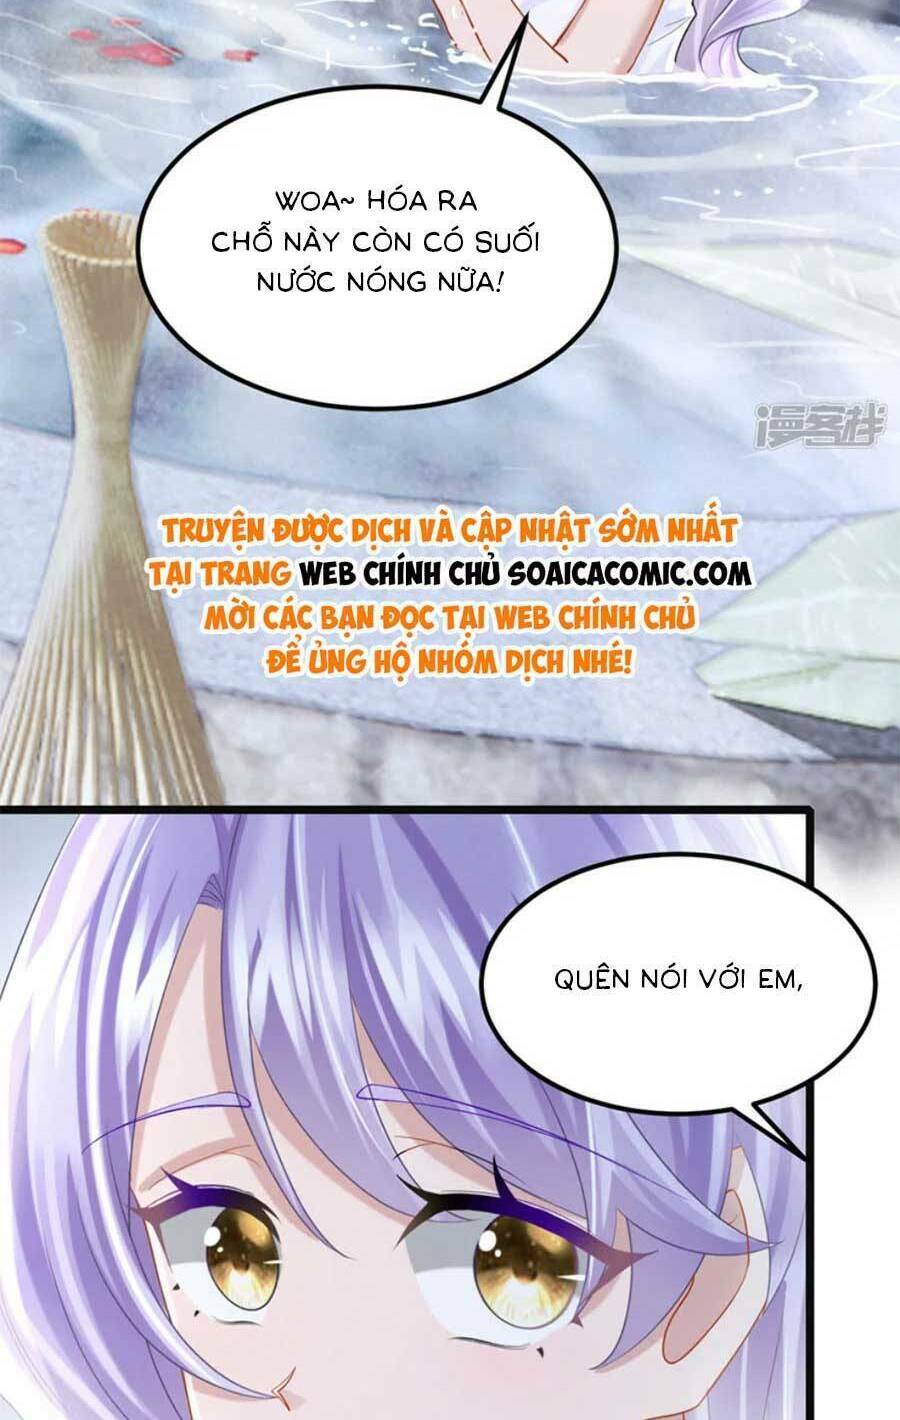 WOA~ HÓA RA
CHỖ NÀY CÒN CÓ SUỐI
NƯỚC NÓNG NỮA!
漫客栈
TRUYỆN ĐƯỢC DỊCH VÀ CẬP NHẬT SỚM NHẤT
TẠI TRANG WEB CHÍNH CHỦ SOAICACOMIC.COM
MỜI CÁC BẠN ĐỌC TẠI WEB CHÍNH CHỦ
ĐỂ ỦNG HỘ NHÓM DỊCH NHÉ!
QUÊN NÓI VỚI EM,